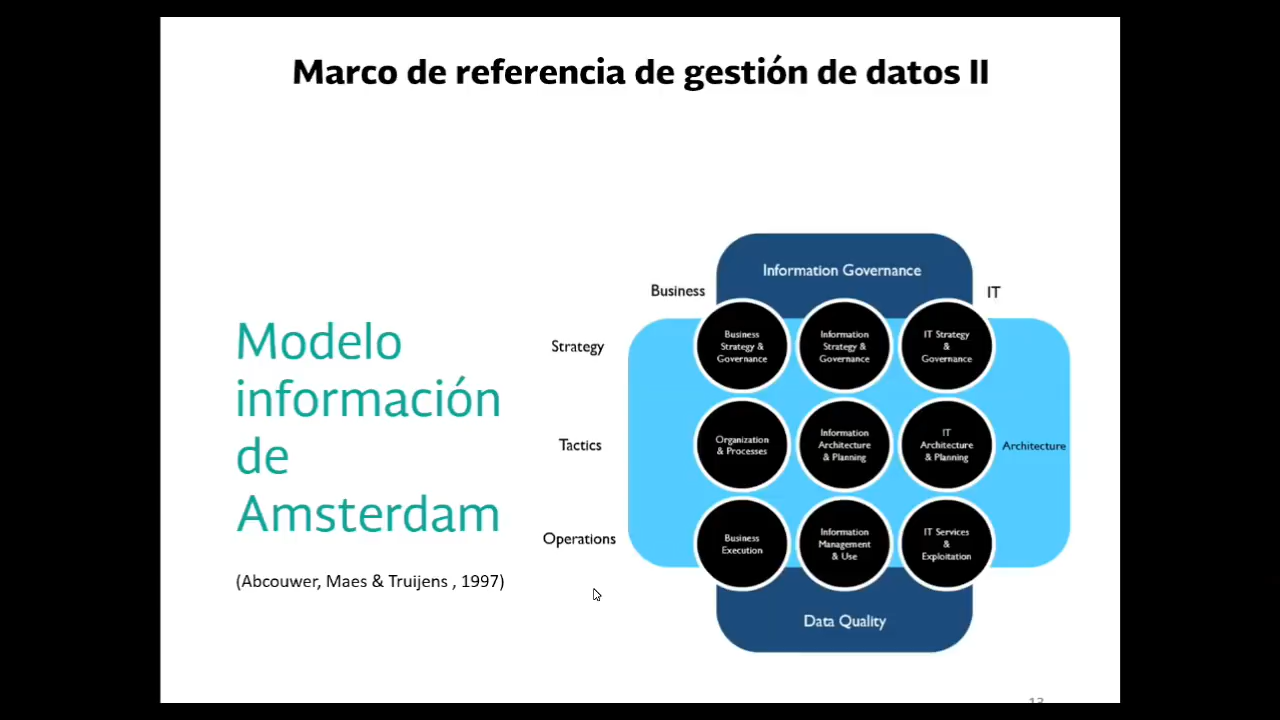 Marco de referencia de gestión de datos II
Modelo
información
de
Amsterdam
(Abcouwer, Maes & Truijens , 1997)
Information Governance
Business
IT
Strategy
Business
Strategy &
Governance
Information
Strategy &
Governance
IT Strategy
&
Governance
Tactics
Organization
& Processes
Information
Architecture
& Planning
IT
Architecture
& Planning
Architecture
Operations
Business
Execution
Information
Management
& Use
IT Services
&
Exploitation
Data Quality